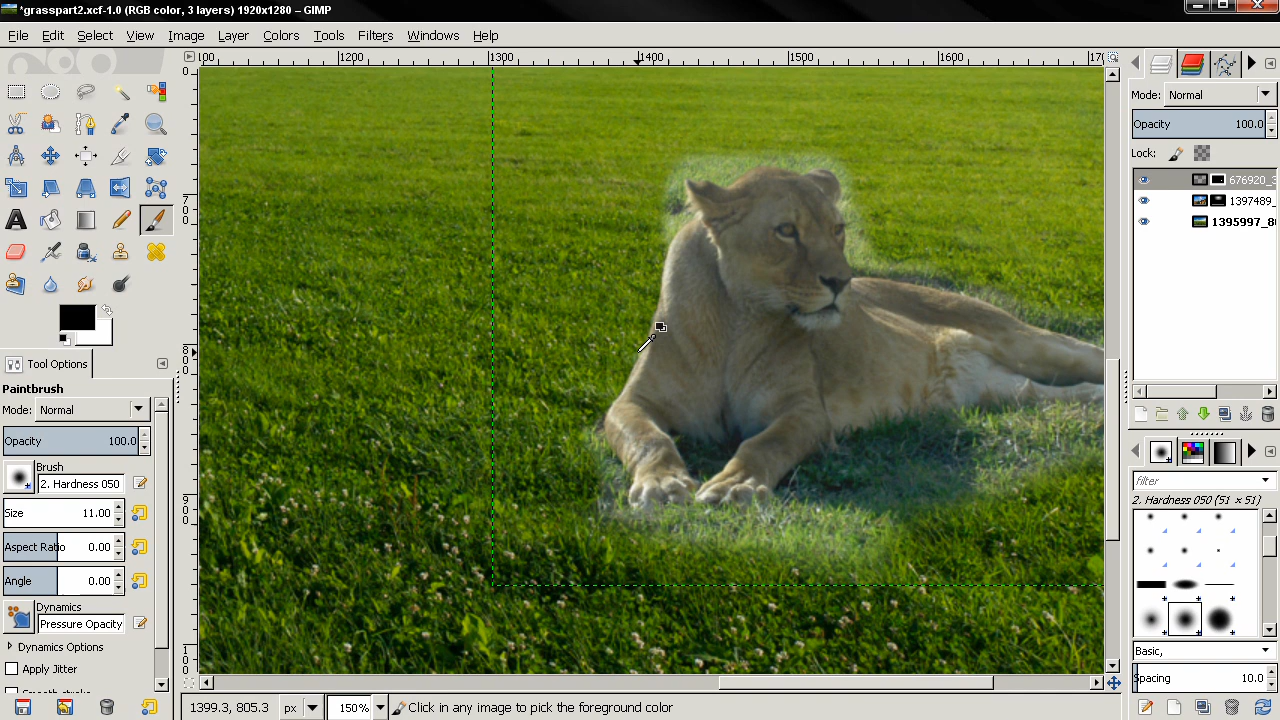 *grasspart2.xcf-1.0 (RGB color, 3 layers) 1920x1280 – GIMP
File Edit Select View Image Layer Colors Tools Filters Windows Help
1200 1300 1400 1500 1600
Mode: Normal
Opacity 100.0
Lock:
676920_
1397489_
1395997_8
Tool Options
Paintbrush
Mode: Normal
Opacity 100.0
Brush
2. Hardness 050
Size 11.00
Aspect Ratio 0.00
Angle 0.00
Dynamics
Pressure Opacity
Dynamics Options
Apply Jitter
filter
2. Hardness 050 (51 × 51)
Basic,
Spacing 10.0
1399.3, 805.3 px 150% Click in any image to pick the foreground color